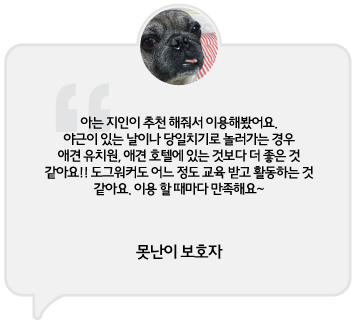 아는 지인이 추천 해줘서 이용해봤어요.
야근이 있는 날이나 당일치기로 놀러가는 경우
애견 유치원, 애견 호텔에 있는 것보다 더 좋은 것
같아요!! 도그워커도 어느 정도 교육 받고 활동하는 것
같아요. 이용 할 때마다 만족해요~
못난이 보호자